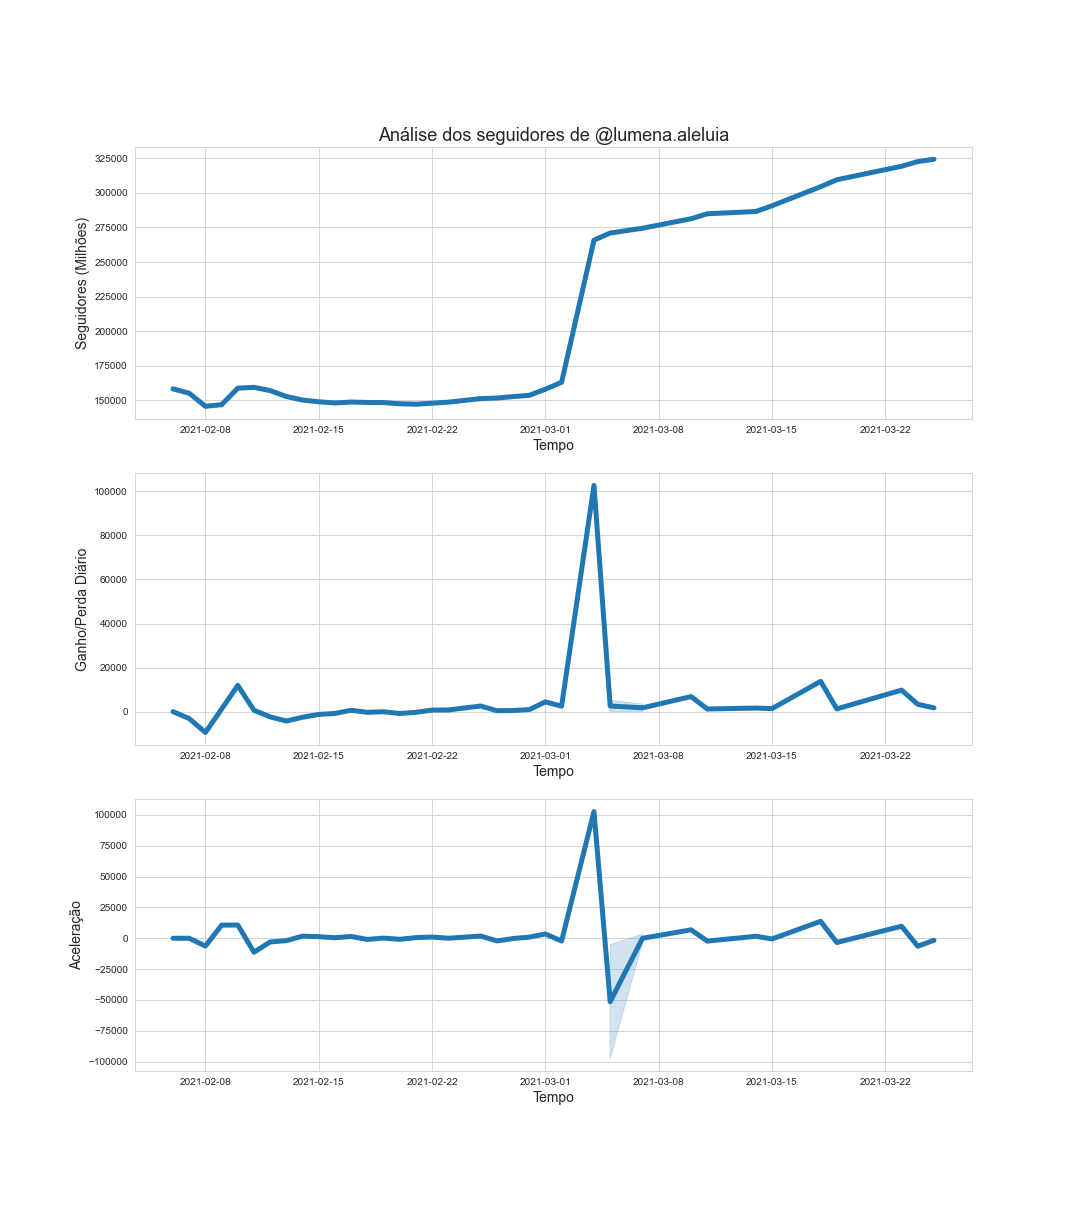 Análise dos seguidores de @lumena.aleluia
Seguidores (Milhões)
325000
300000
275000
250000
225000
200000
175000
150000
2021-02-08 2021-02-15 2021-02-22 2021-03-01 2021-03-08 2021-03-15 2021-03-22
Tempo
Ganho/Perda Diário
100000
80000
60000
40000
20000
0
2021-02-08 2021-02-15 2021-02-22 2021-03-01 2021-03-08 2021-03-15 2021-03-22
Tempo
Aceleração
100000
75000
50000
25000
0
−25000
−50000
−75000
−100000
2021-02-08 2021-02-15 2021-02-22 2021-03-01 2021-03-08 2021-03-15 2021-03-22
Tempo